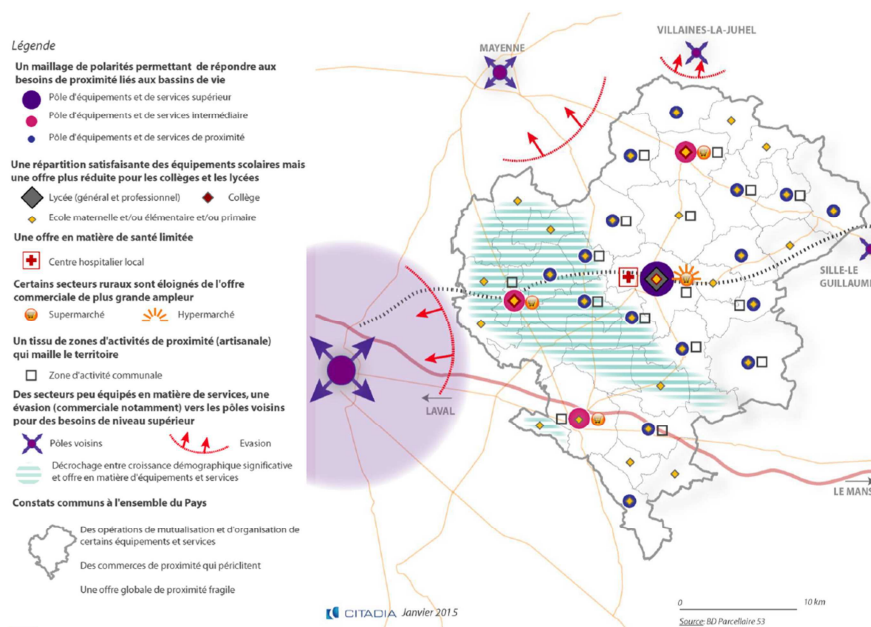 Légende
Un maillage de polarités permettant de répondre aux
besoins de proximité liés aux bassins de vie
Pôle d'équipements et de services supérieur
Pôle d'équipements et de services intermédiaire
Pôle d'équipements et de services de proximité
Une répartition satisfaisante des équipements scolaires mais
une offre plus réduite pour les collèges et les lycées
Lycée (général et professionnel)
Collège
Ecole maternelle et/ou élémentaire et/ou primaire
Une offre en matière de santé limitée
Centre hospitalier local
Certains secteurs ruraux sont éloignés de l'offre
commerciale de plus grande ampleur
Supermarché
Hypermarché
Un tissu de zones d'activités de proximité (artisanale)
qui maille le territoire
Zone d'activité communale
Des secteurs peu équipés en matière de services, une
évasion (commerciale notamment) vers les pôles voisins
pour des besoins de niveau supérieur
Pôles voisins
Evasion
Décrochage entre croissance démographique significative
et offre en matière d'équipements et services
Constats communs à l'ensemble du Pays
Des opérations de mutualisation et d'organisation de
certains équipements et services
Des commerces de proximité qui périclitent
Une offre globale de proximité fragile
MAYENNE
VILLAINES-LA-JUHEL
SILLE-LE
GUILLAUME
LAVAL
LE MANS
CITADIA Janvier 2015
0
10 km
Source: BD Parcellaire 53